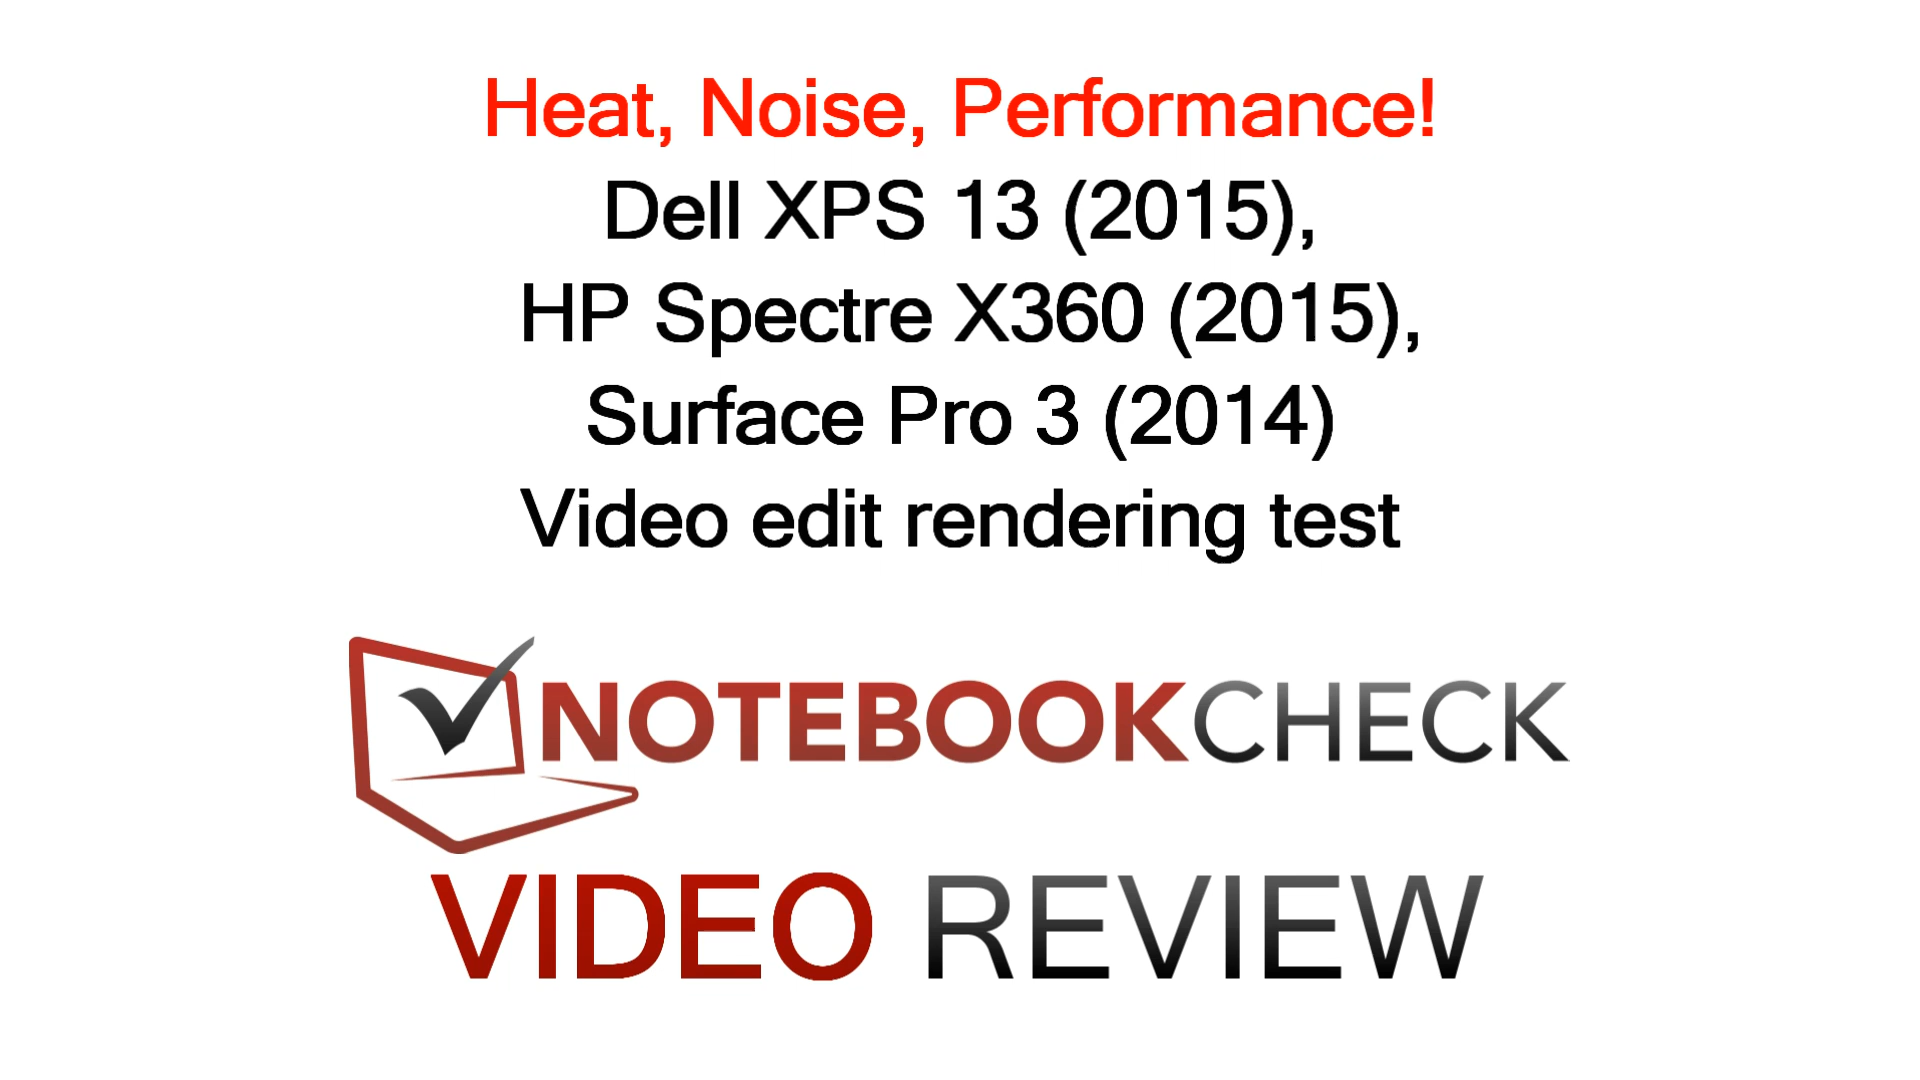 Heat, Noise, Performance!
Dell XPS 13 (2015),
HP Spectre X360 (2015),
Surface Pro 3 (2014)
Video edit rendering test
NOTEBOOKCHECK
VIDEO REVIEW